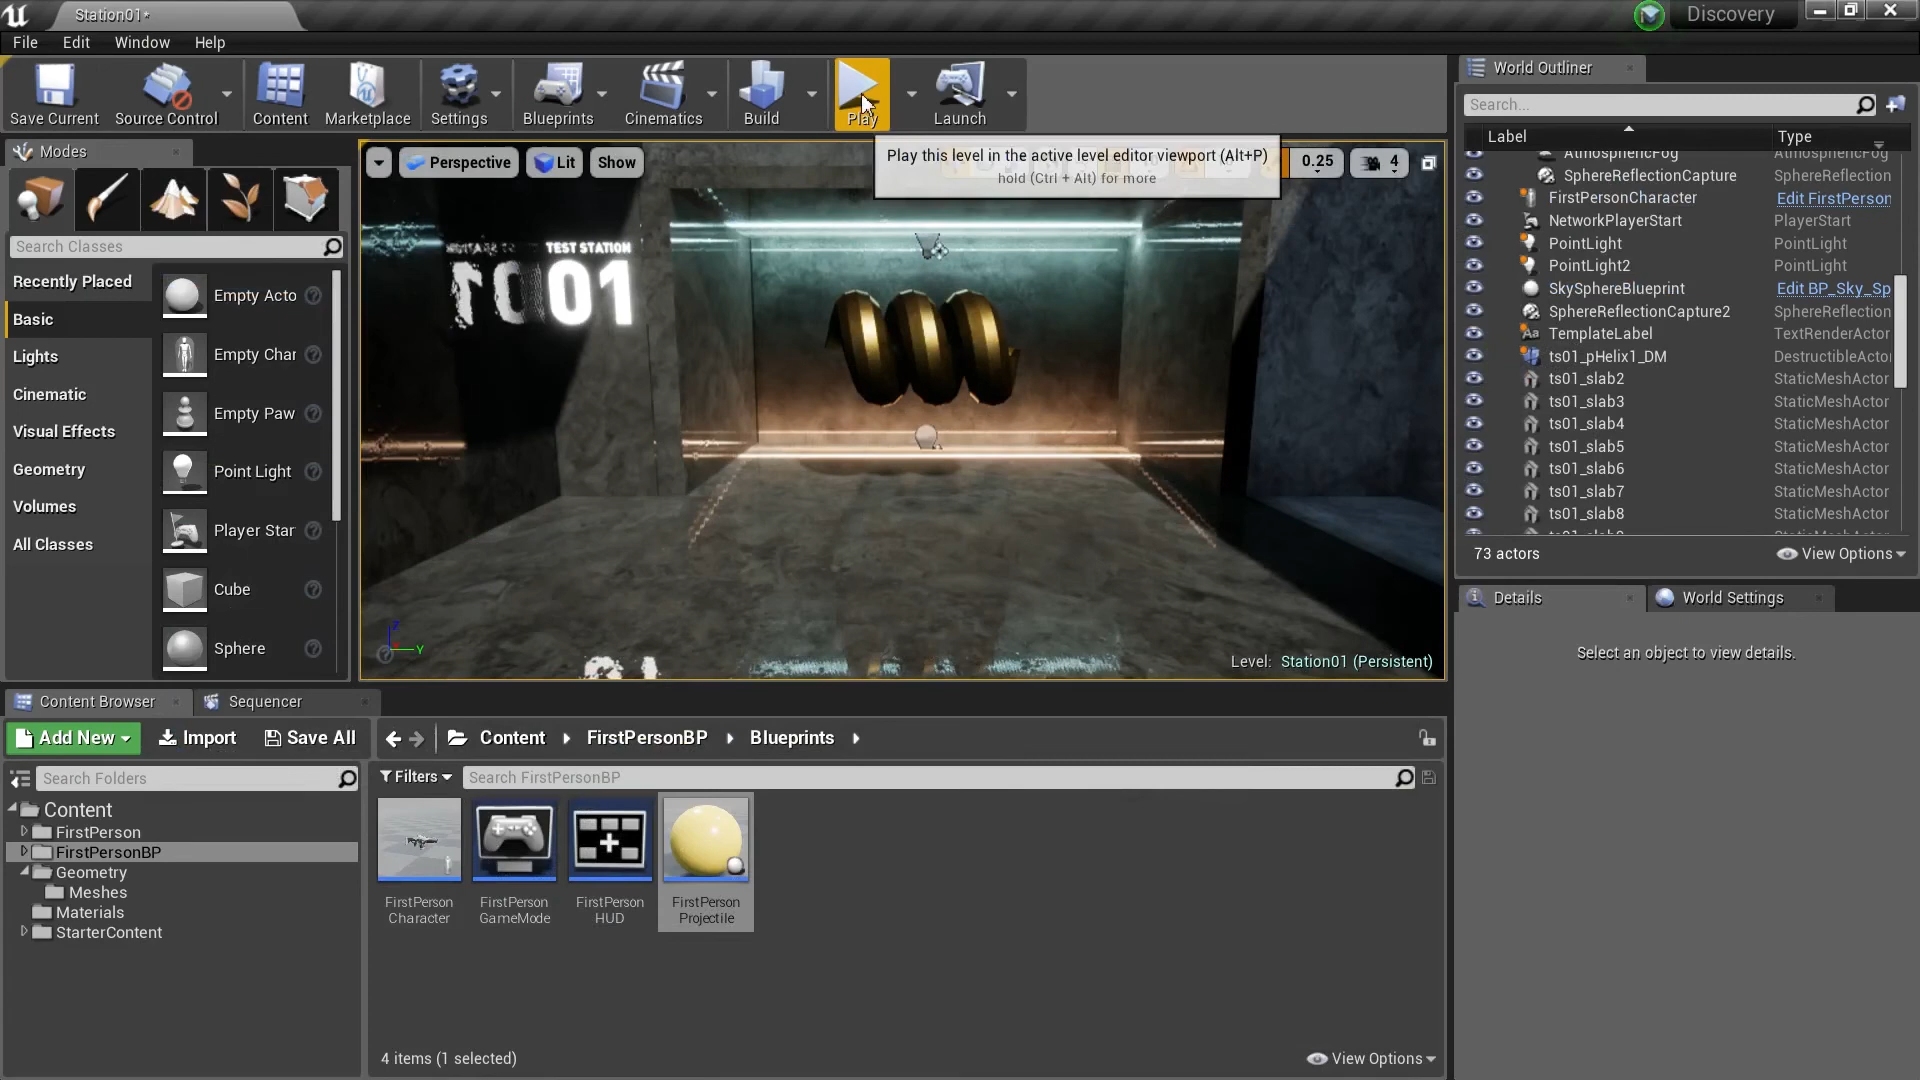 Station01*
Discovery
File Edit Window Help
Save Current Source Control Content Marketplace Settings Blueprints Cinematics Build Play Launch
Play this level in the active level editor viewport (Alt+P)
hold (Ctrl + Alt) for more
Modes
Search Classes
Recently Placed
Basic
Lights
Cinematic
Visual Effects
Geometry
Volumes
All Classes
Empty Acto
Empty Char
Empty Paw
Point Light
Player Star
Cube
Sphere
Perspective Lit Show
0.25 4
TEST STATION
01
Z
Y
Level: Station01 (Persistent)
World Outliner
Search...
Label Type
AtmosphericFog AtmosphericFog
SphereReflectionCapture SphereReflection
FirstPersonCharacter Edit FirstPerson
NetworkPlayerStart PlayerStart
PointLight PointLight
PointLight2 PointLight
SkySphereBlueprint Edit BP_Sky_Sp
SphereReflectionCapture2 SphereReflection
TemplateLabel TextRenderActor
ts01_pHelix1_DM DestructibleActo
ts01_slab2 StaticMeshActor
ts01_slab3 StaticMeshActor
ts01_slab4 StaticMeshActor
ts01_slab5 StaticMeshActor
ts01_slab6 StaticMeshActor
ts01_slab7 StaticMeshActor
ts01_slab8 StaticMeshActor
73 actors View Options
Details World Settings
Select an object to view details.
Content Browser Sequencer
Add New Import Save All Content FirstPersonBP Blueprints
Search Folders
Content
FirstPerson
FirstPersonBP
Geometry
Meshes
Materials
StarterContent
Filters Search FirstPersonBP
FirstPerson
Character
FirstPerson
GameMode
FirstPerson
HUD
FirstPerson
Projectile
4 items (1 selected) View Options